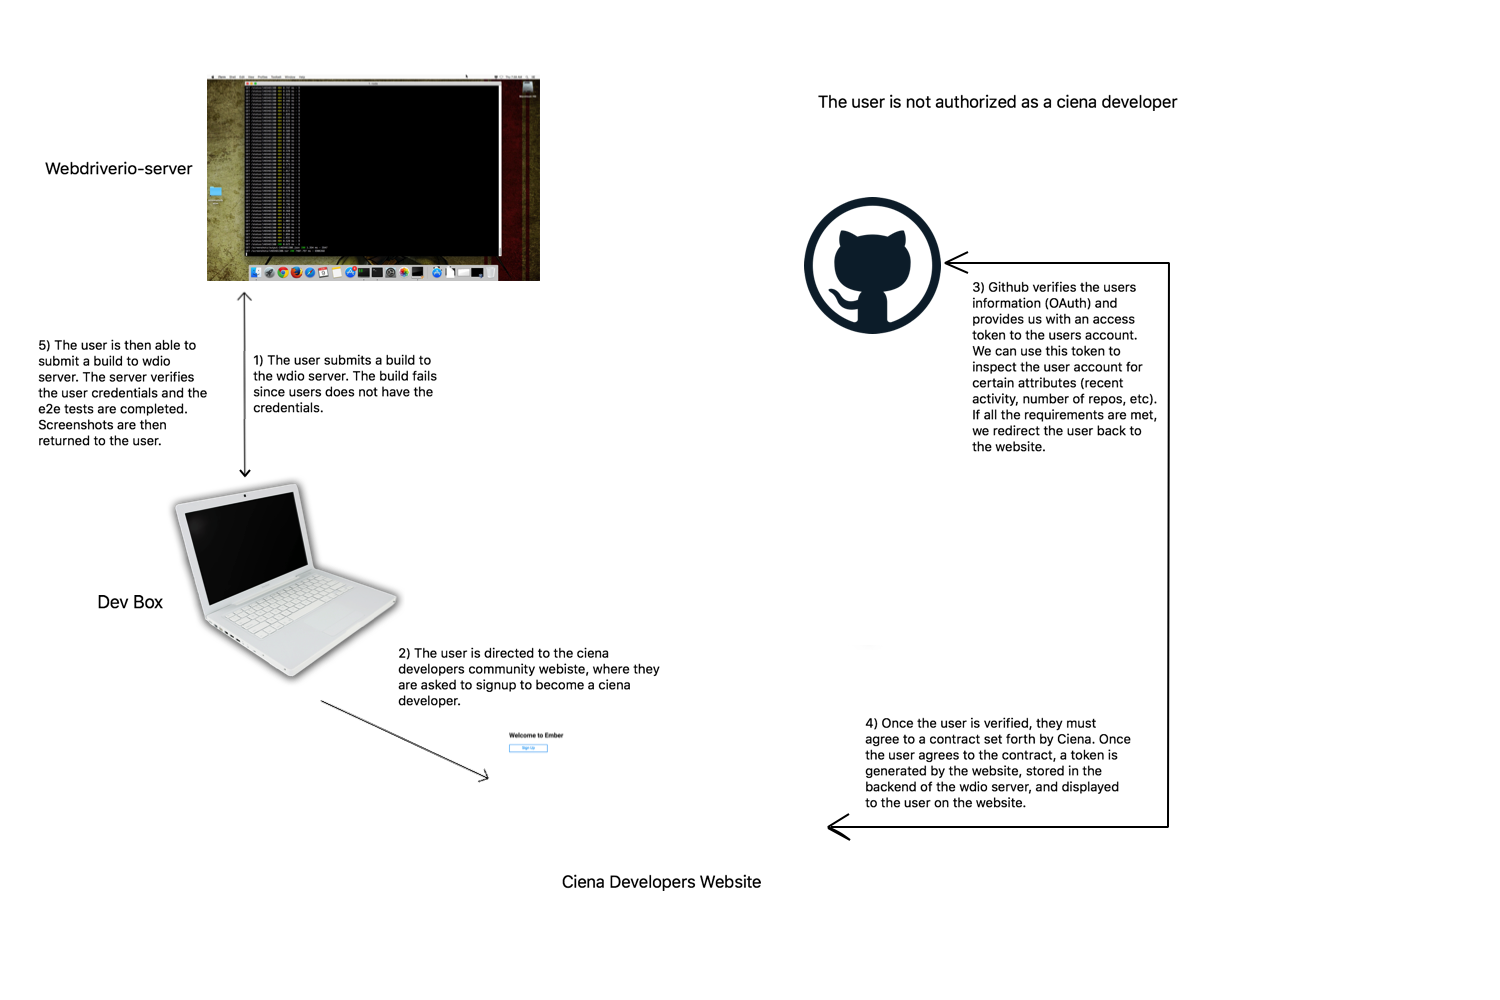 The user is not authorized as a ciena developer
Webdriverio-server
5) The user is then able to
submit a build to wdio
server. The server verifies
the user credentials and the
e2e tests are completed.
Screenshots are then
returned to the user.
1) The user submits a build to
the wdio server. The build fails
since users does not have the
credentials.
3) Github verifies the users
information (OAuth) and
provides us with an access
token to the users account.
We can use this token to
inspect the user account for
certain attributes (recent
activity, number of repos, etc).
If all the requirements are met,
we redirect the user back to
the website.
Dev Box
2) The user is directed to the ciena
developers community webiste, where they
are asked to signup to become a ciena
developer.
Welcome to Ember
Sign Up
4) Once the user is verified, they must
agree to a contract set forth by Ciena. Once
the user agrees to the contract, a token is
generated by the website, stored in the
backend of the wdio server, and displayed
to the user on the website.
Ciena Developers Website